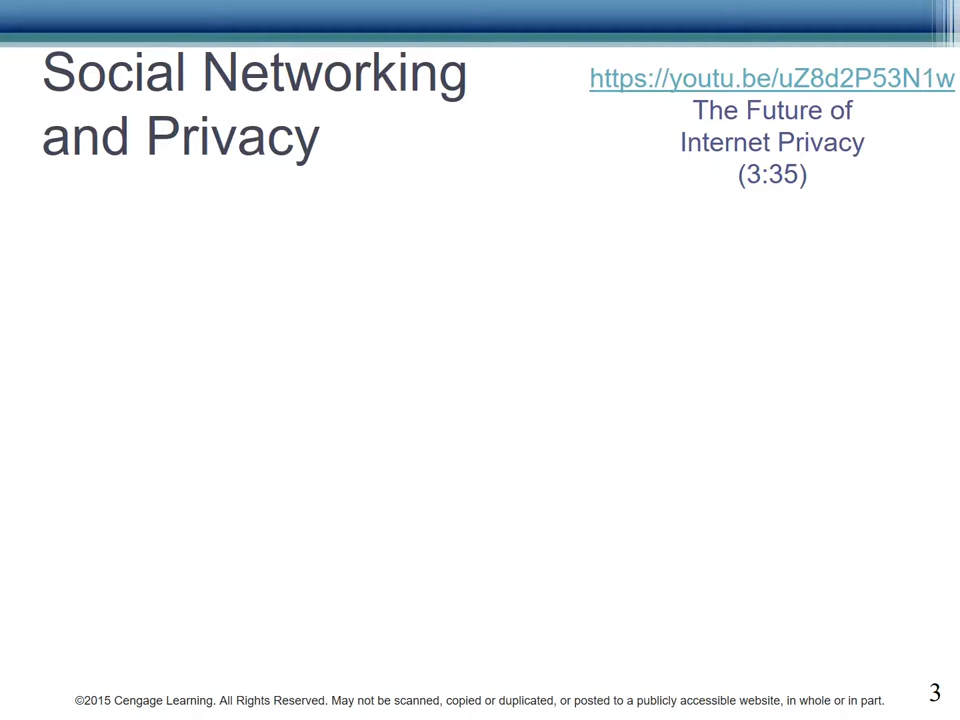 Social Networking
and Privacy
https://youtu.be/uZ8d2P53N1w
The Future of
Internet Privacy
(3:35)
©2015 Cengage Learning. All Rights Reserved. May not be scanned, copied or duplicated, or posted to a publicly accessible website, in whole or in part.
3